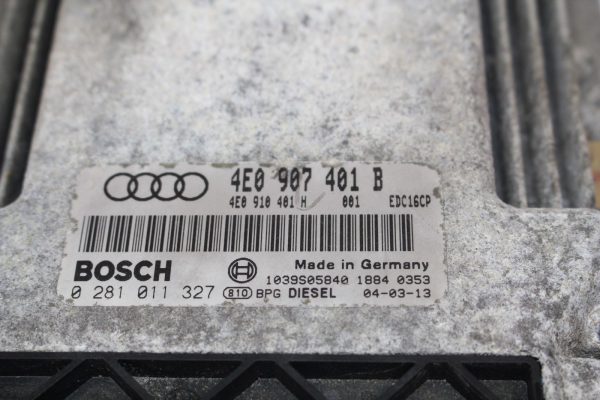 4E0 907 401 B
4E0 910 401 H 001 EDC16CP
BOSCH Made in Germany
1039S05840 1884 0353
0 281 011 327 810 BPG DIESEL 04-03-13